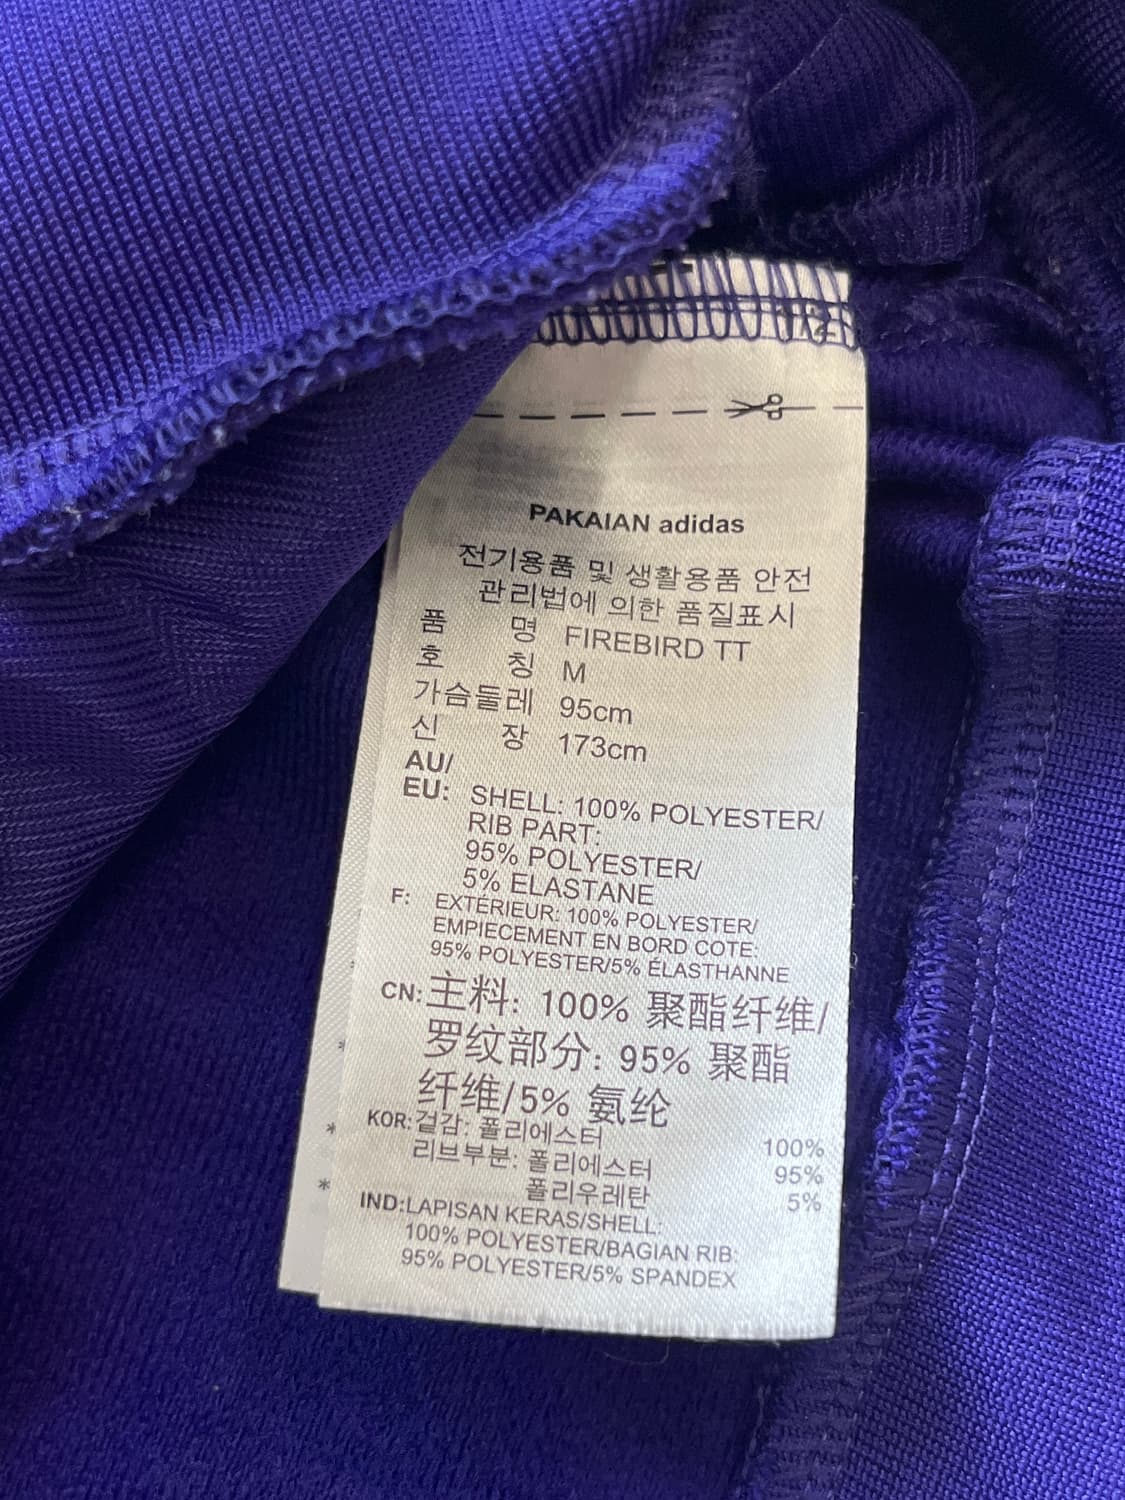 PAKAIAN adidas
전기용품 및 생활용품 안전
관리법에 의한 품질표시
품 명 FIREBIRD TT
호 칭 M
가슴둘레 95cm
신 장 173cm
AU/
EU: SHELL: 100% POLYESTER/
RIB PART:
95% POLYESTER/
5% ELASTANE
F: EXTÉRIEUR: 100% POLYESTER/
EMPIECEMENT EN BORD COTE:
95% POLYESTER/5% ÉLASTHANNE
CN: 主料: 100% 聚酯纤维/
罗纹部分: 95% 聚酯
纤维/5% 氨纶
KOR: 겉감: 폴리에스터 100%
리브부분: 폴리에스터 95%
폴리우레탄 5%
IND: LAPISAN KERAS/SHELL:
100% POLYESTER/BAGIAN RIB:
95% POLYESTER/5% SPANDEX